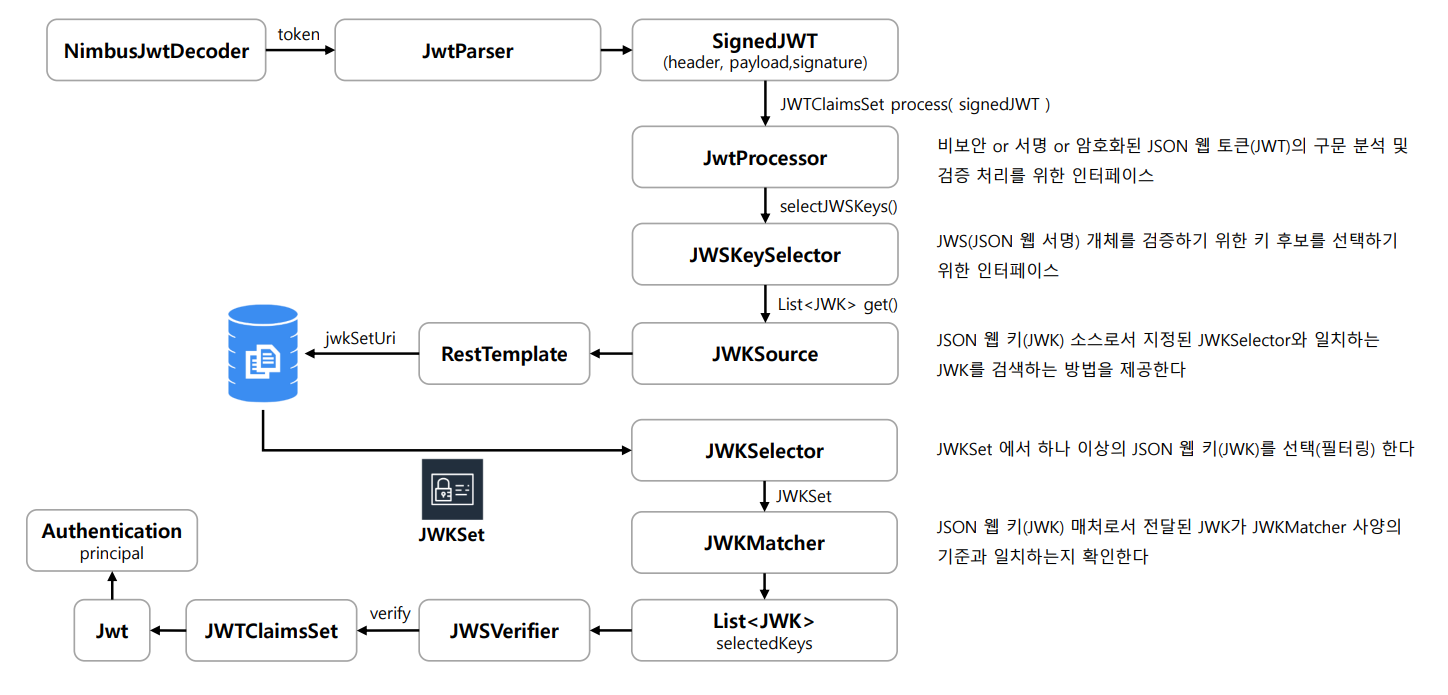 NimbusJwtDecoder
token
JwtParser
SignedJWT
(header, payload,signature)
JWTClaimsSet process( signedJWT )
JwtProcessor
비보안 or 서명 or 암호화된 JSON 웹 토큰(JWT)의 구문 분석 및
검증 처리를 위한 인터페이스
selectJWSKeys()
JWSKeySelector
JWS(JSON 웹 서명) 개체를 검증하기 위한 키 후보를 선택하기
위한 인터페이스
List<JWK> get()
jwkSetUri
RestTemplate
JWKSource
JSON 웹 키(JWK) 소스로서 지정된 JWKSelector와 일치하는
JWK를 검색하는 방법을 제공한다
JWKSelector
JWKSet 에서 하나 이상의 JSON 웹 키(JWK)를 선택(필터링) 한다
JWKSet
JWKSet
JWKMatcher
JSON 웹 키(JWK) 매처로서 전달된 JWK가 JWKMatcher 사양의
기준과 일치하는지 확인한다
Authentication
principal
Jwt
JWTClaimsSet
verify
JWSVerifier
List<JWK>
selectedKeys